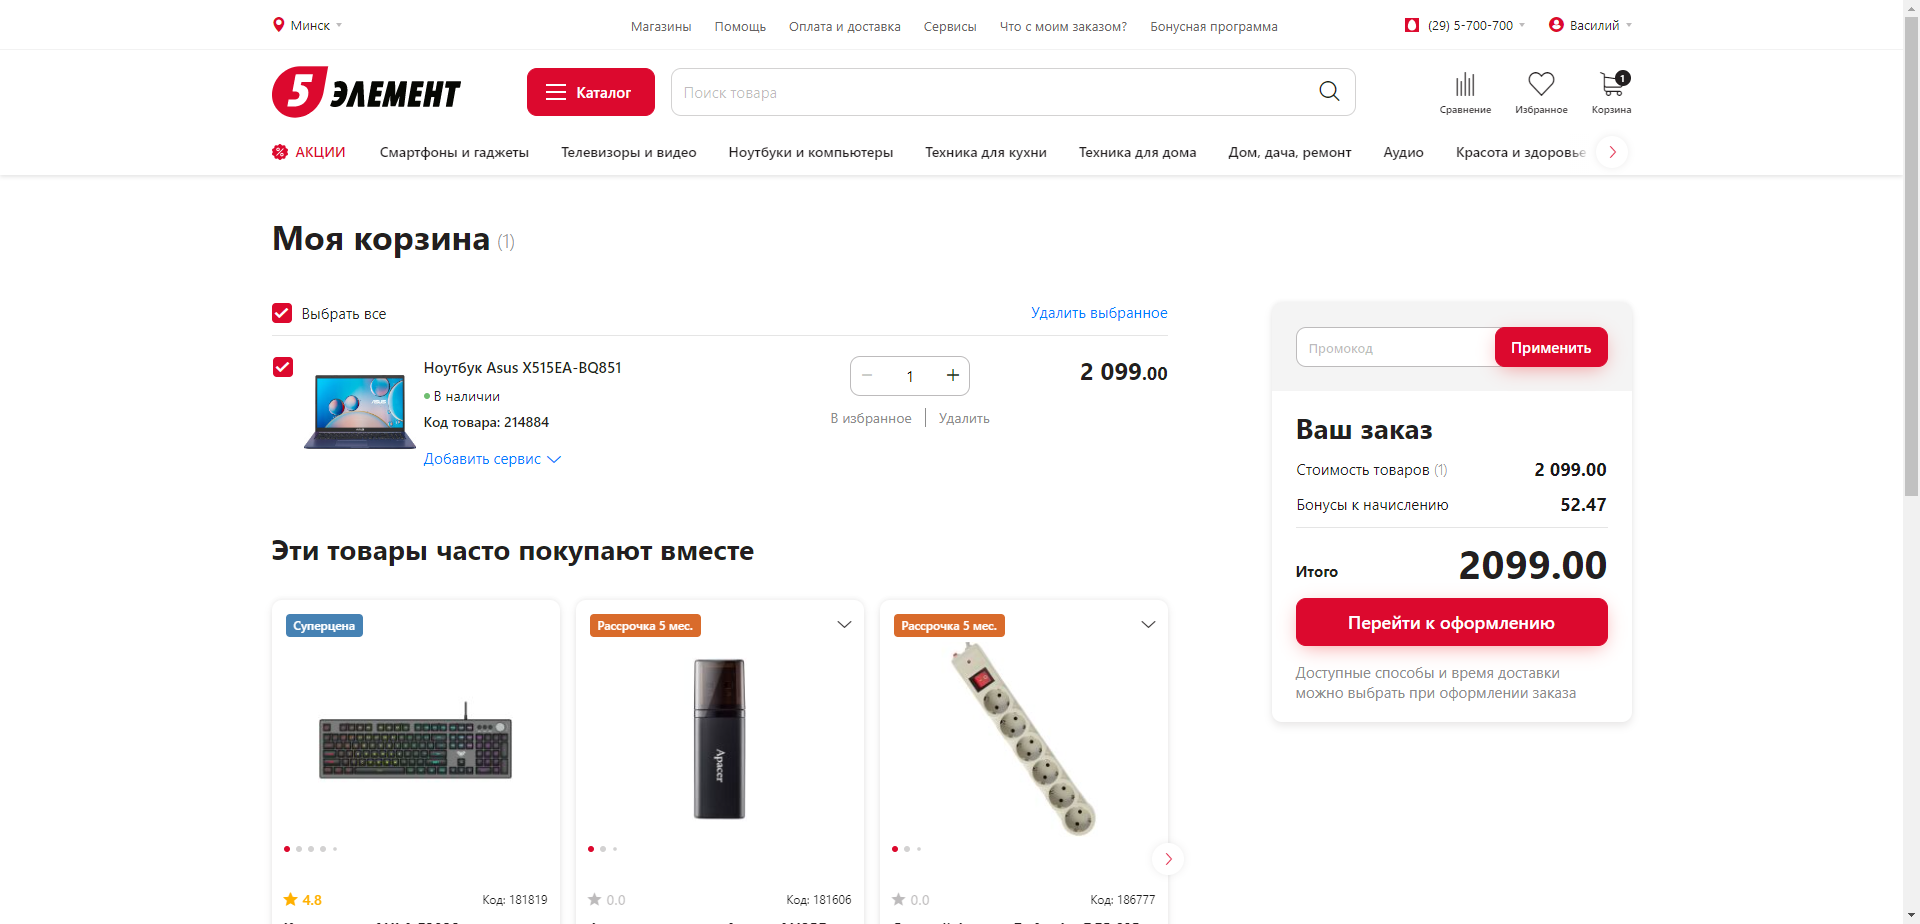 Минск
Магазины
Помощь
Оплата и доставка
Сервисы
Что с моим заказом?
Бонусная программа
(29) 5-700-700
Василий
5 ЭЛЕМЕНТ
Каталог
Поиск товара
Сравнение
Избранное
1
Корзина
АКЦИИ
Смартфоны и гаджеты
Телевизоры и видео
Ноутбуки и компьютеры
Техника для кухни
Техника для дома
Дом, дача, ремонт
Аудио
Красота и здоровье
Моя корзина (1)
Выбрать все
Удалить выбранное
Ноутбук Asus X515EA-BQ851
В наличии
Код товара: 214884
Добавить сервис
1
В избранное
Удалить
2 099.00
Промокод
Применить
Ваш заказ
Стоимость товаров (1)
2 099.00
Бонусы к начислению
52.47
Итого
2099.00
Перейти к оформлению
Доступные способы и время доставки
можно выбрать при оформлении заказа
Эти товары часто покупают вместе
Суперцена
4.8
Код: 181819
Рассрочка 5 мес.
Apacer
0.0
Код: 181606
Рассрочка 5 мес.
0.0
Код: 186777